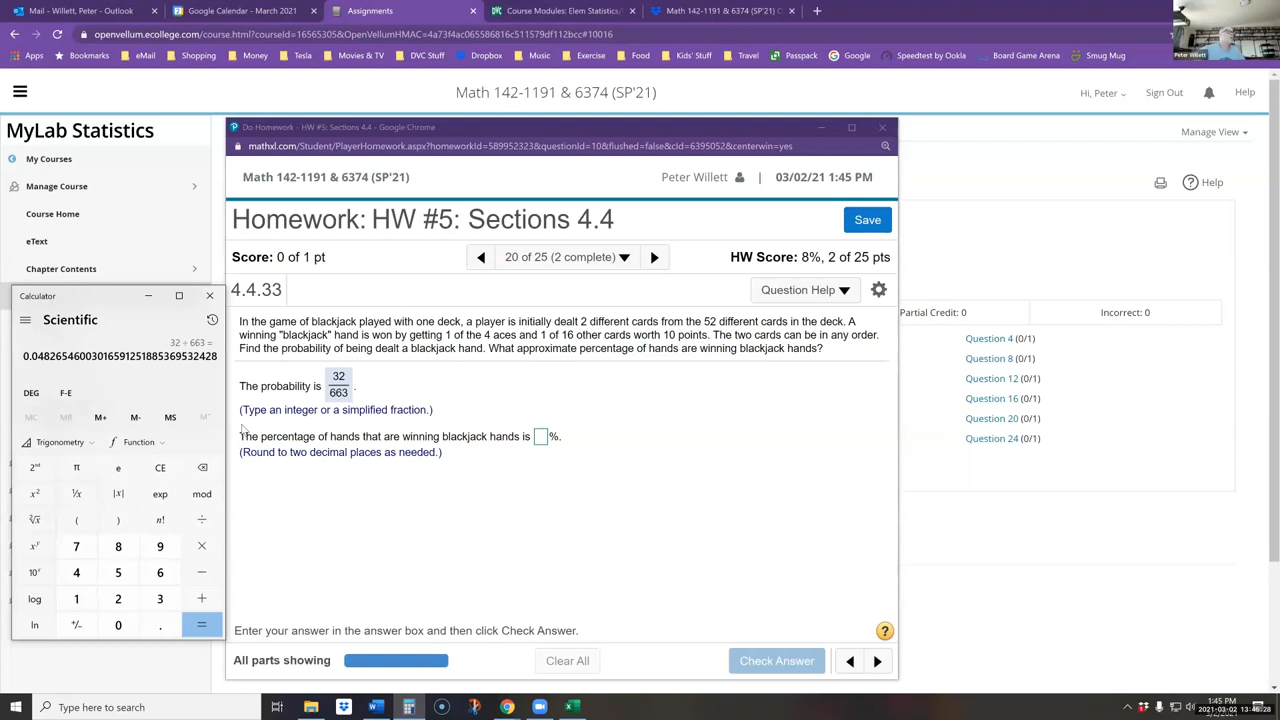 Mail - Willett, Peter - Outlook
Google Calendar - March 2021
Assignments
Course Modules: Elem Statistics/
Math 142-1191 & 6374 (SP'21) C
openvellum.ecollege.com/course.html?courseId=16565305&OpenVellumHMAC=4a73f4ac065586816c511579df112bcc#10016
Apps Bookmarks eMail Shopping Money Tesla Movies & TV DVC Stuff Dropbox Music Exercise Food Kids' Stuff Travel Passpack Google Speedtest by Ookla Board Game Arena Smug Mug
Peter Willett
Math 142-1191 & 6374 (SP'21)
Hi, Peter Sign Out Help
MyLab Statistics
Manage View
My Courses
Manage Course
Course Home
eText
Chapter Contents
Help
Partial Credit: 0 Incorrect: 0
Question 4 (0/1)
Question 8 (0/1)
Question 12 (0/1)
Question 16 (0/1)
Question 20 (0/1)
Question 24 (0/1)
Do Homework - HW #5: Sections 4.4 - Google Chrome
mathxl.com/Student/PlayerHomework.aspx?homeworkId=589952323&questionId=10&flushed=false&cId=6395052&centerwin=yes
Math 142-1191 & 6374 (SP'21)
Peter Willett | 03/02/21 1:45 PM
Homework: HW #5: Sections 4.4
Save
Score: 0 of 1 pt
20 of 25 (2 complete)
HW Score: 8%, 2 of 25 pts
4.4.33
Question Help
In the game of blackjack played with one deck, a player is initially dealt 2 different cards from the 52 different cards in the deck. A
winning "blackjack" hand is won by getting 1 of the 4 aces and 1 of 16 other cards worth 10 points. The two cards can be in any order.
Find the probability of being dealt a blackjack hand. What approximate percentage of hands are winning blackjack hands?
The probability is 32/663.
(Type an integer or a simplified fraction.)
The percentage of hands that are winning blackjack hands is %.
(Round to two decimal places as needed.)
Enter your answer in the answer box and then click Check Answer.
?
All parts showing
Clear All
Check Answer
Calculator
Scientific
32 ÷ 663 =
0.04826546003016591251885369532428
DEG F-E
MC MR M+ M- MS
Trigonometry Function
2nd π e CE
x² ¹/x |x| exp mod
²√x ( ) n! ÷
xʸ 7 8 9 ×
10ˣ 4 5 6 −
log 1 2 3 +
ln +/− 0 . =
Type here to search
1:45 PM
2021-03-02 13:46:28